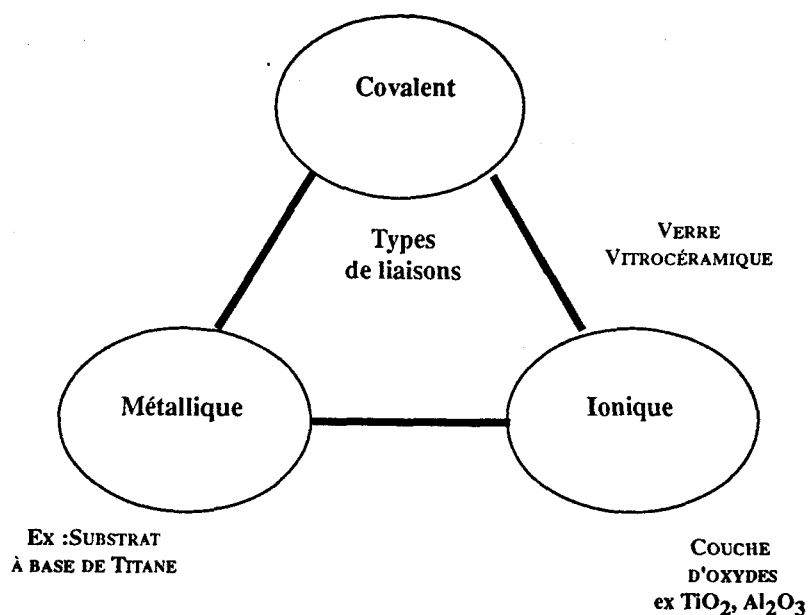 Covalent
Types
de liaisons
VERRE
VITROCÉRAMIQUE
Métallique
Ionique
EX :SUBSTRAT
À BASE DE TITANE
COUCHE
D'OXYDES
ex TiO₂, Al₂O₃